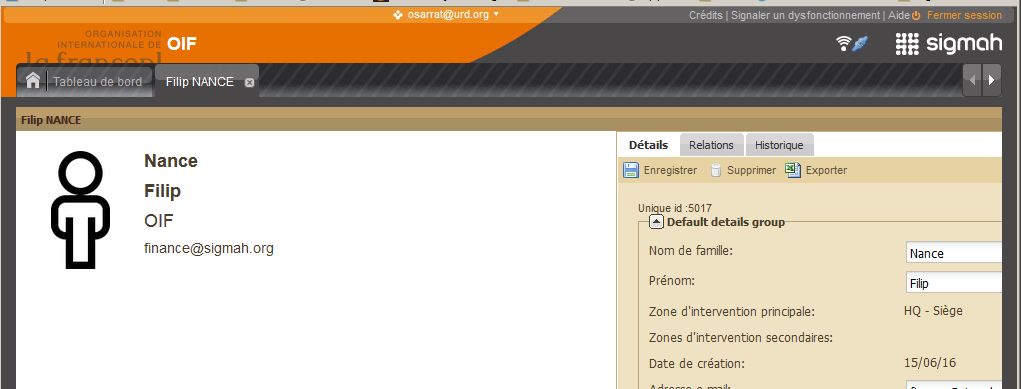 osarrat@urd.org
Crédits | Signaler un dysfonctionnement | Aide Fermer session
ORGANISATION
INTERNATIONALE DE
OIF
sigmah
Tableau de bord
Filip NANCE
Filip NANCE
Nance
Filip
OIF
finance@sigmah.org
Détails Relations Historique
Enregistrer Supprimer Exporter
Unique id :5017
Default details group
Nom de famille: Nance
Prénom: Filip
Zone d'intervention principale: HQ - Siège
Zones d'intervention secondaires:
Date de création: 15/06/16